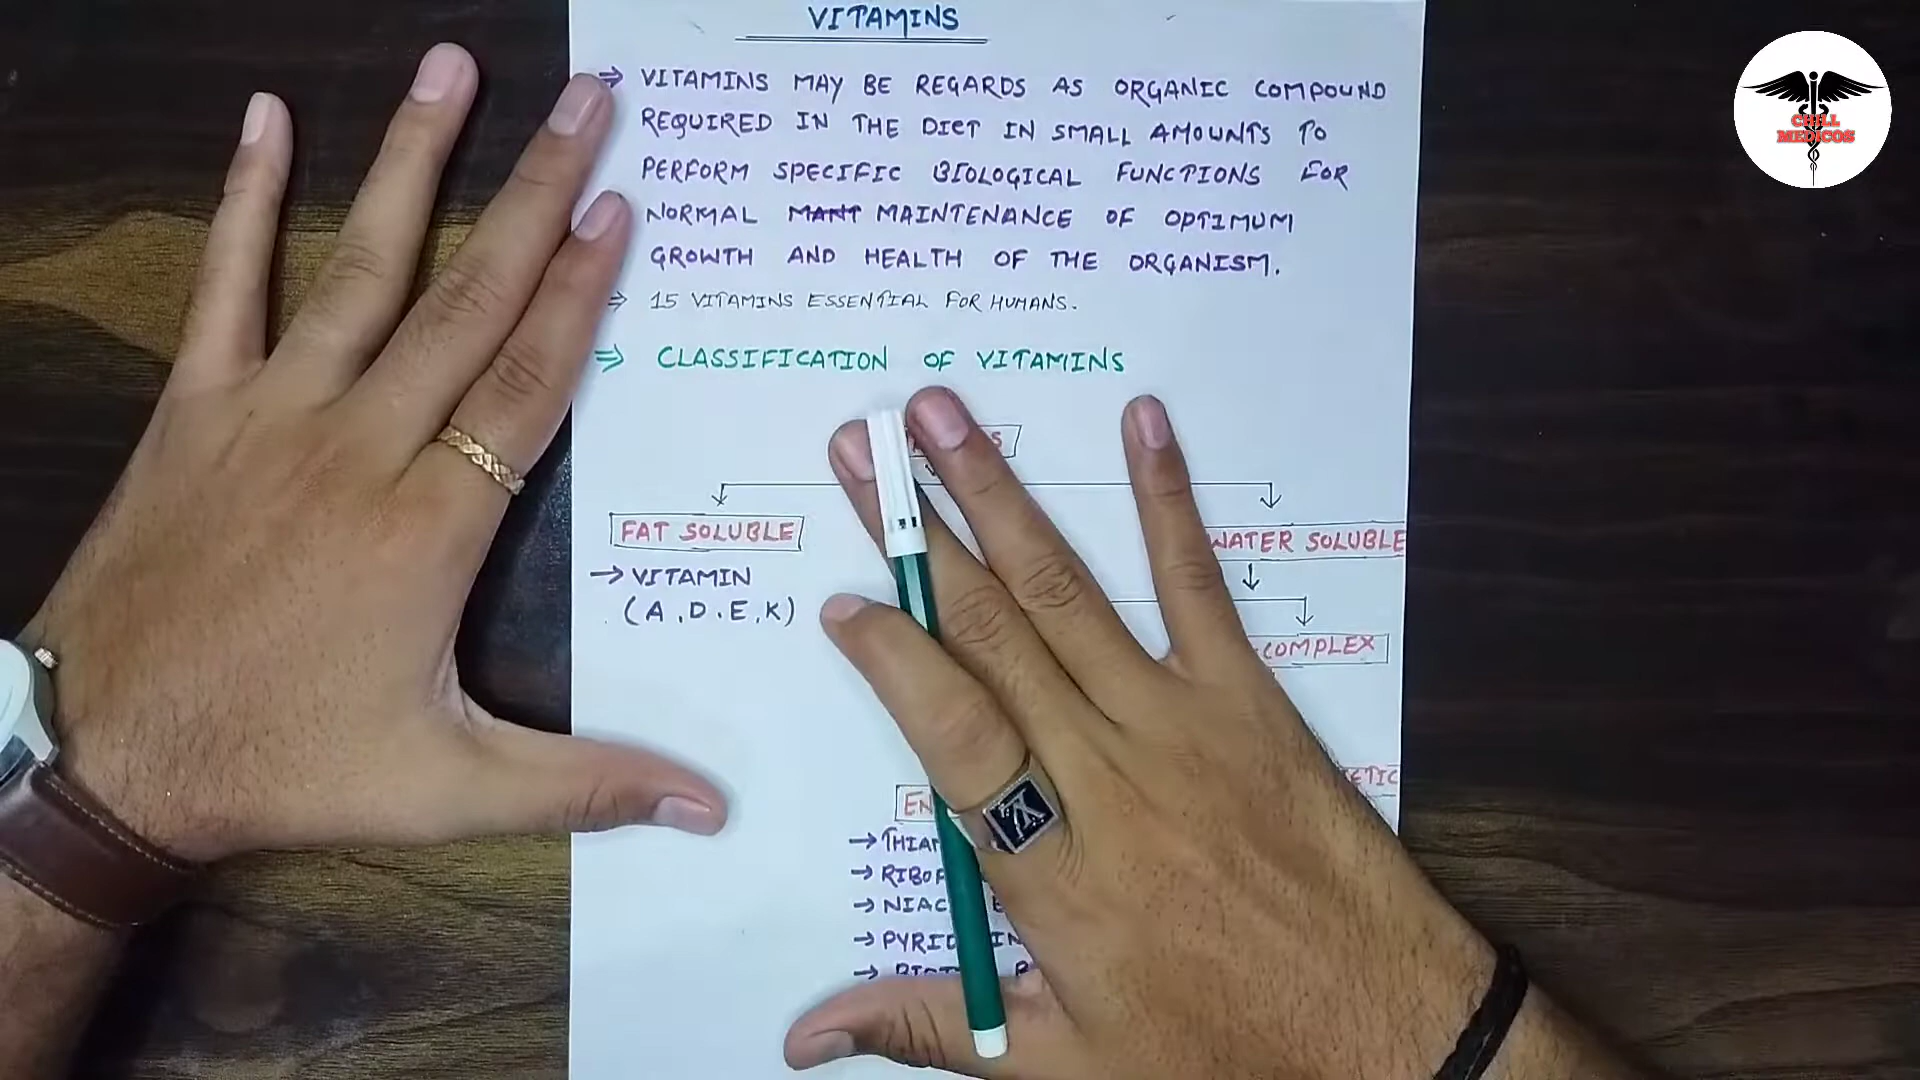 VITAMINS
⇒ VITAMINS MAY BE REGARDS AS ORGANIC COMPOUND
REQUIRED IN THE DIET IN SMALL AMOUNTS TO
PERFORM SPECIFIC BIOLOGICAL FUNCTIONS FOR
NORMAL MANT MAINTENANCE OF OPTIMUM
GROWTH AND HEALTH OF THE ORGANISM.
⇒ 15 VITAMINS ESSENTIAL FOR HUMANS.
⇒ CLASSIFICATION OF VITAMINS
FAT SOLUBLE
WATER SOLUBLE
→ VITAMIN
(A, D, E, K)
COMPLEX
CHILL
MEDICOS